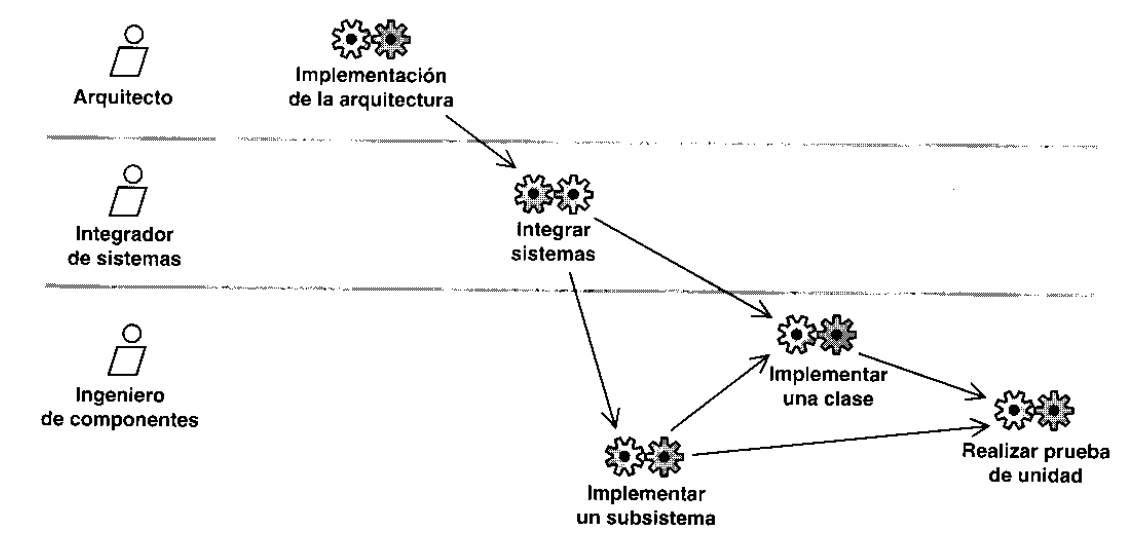 Implementación
de la arquitectura
Arquitecto
Integrador
de sistemas
Integrar
sistemas
Ingeniero
de componentes
Implementar
una clase
Realizar prueba
de unidad
Implementar
un subsistema